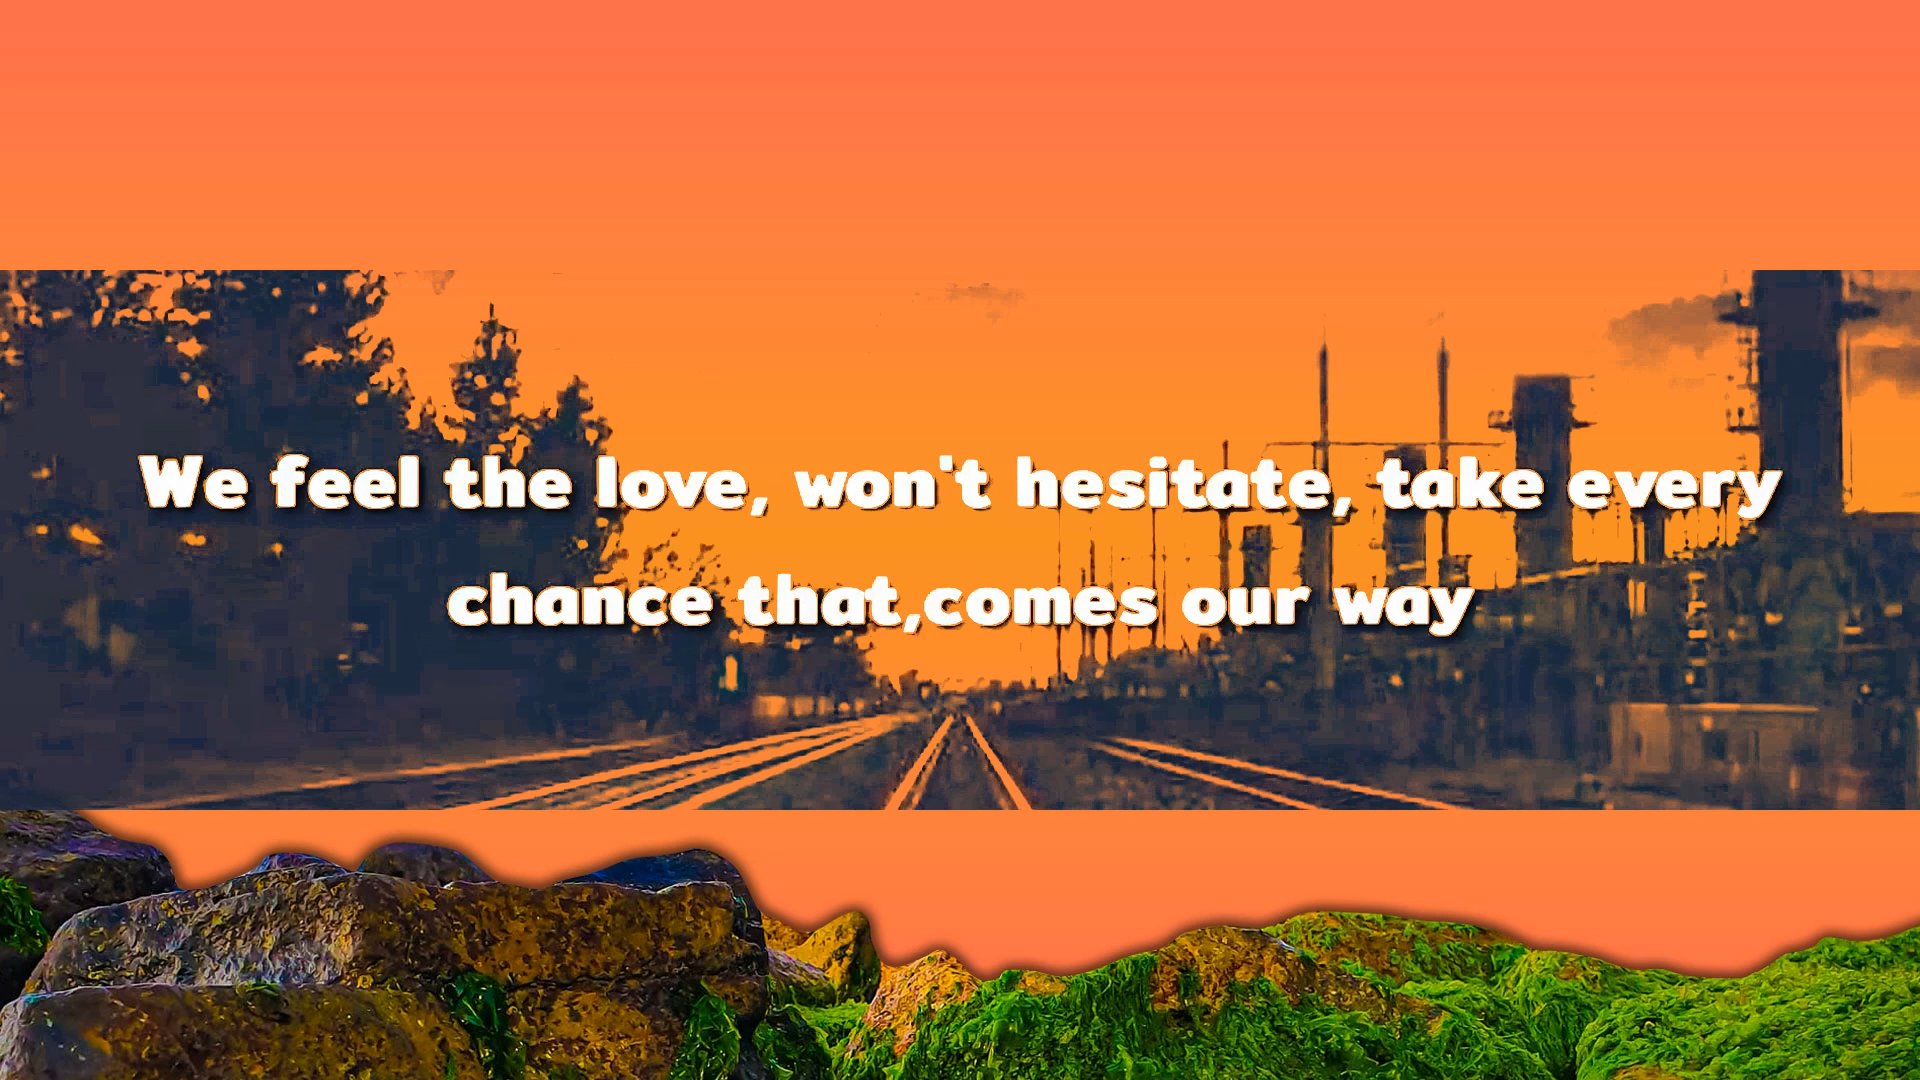 We feel the love, won't hesitate, take every
chance that,comes our way